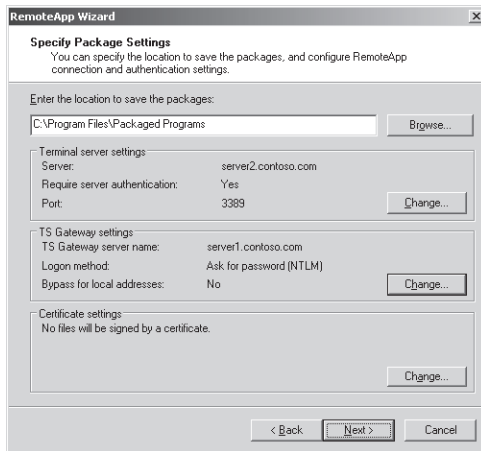 RemoteApp Wizard
Specify Package Settings
You can specify the location to save the packages, and configure RemoteApp
connection and authentication settings.
Enter the location to save the packages:
C:\Program Files\Packaged Programs
Browse...
Terminal server settings
Server: server2.contoso.com
Require server authentication: Yes
Port: 3389
Change...
TS Gateway settings
TS Gateway server name: server1.contoso.com
Logon method: Ask for password (NTLM)
Bypass for local addresses: No
Change...
Certificate settings
No files will be signed by a certificate.
Change...
< Back Next > Cancel